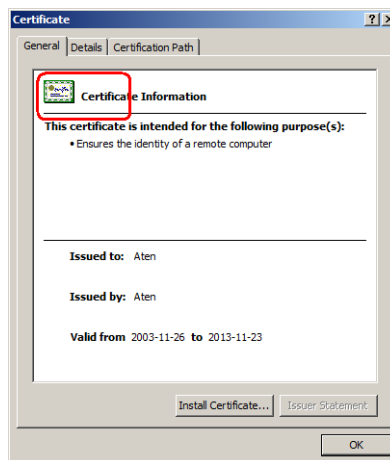 Certificate
General Details Certification Path
Certificate Information
This certificate is intended for the following purpose(s):
• Ensures the identity of a remote computer
Issued to: Aten
Issued by: Aten
Valid from 2003-11-26 to 2013-11-23
Install Certificate... Issuer Statement
OK